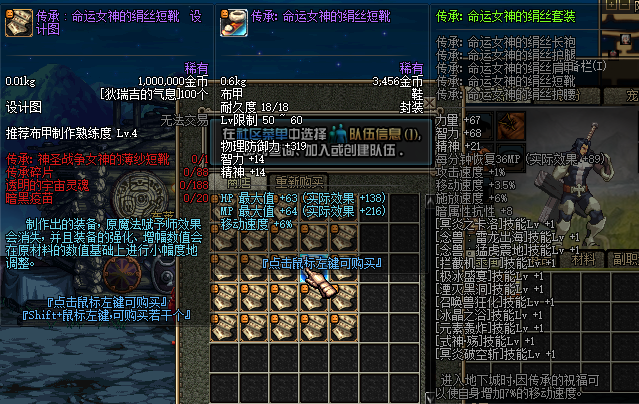 传承：命运女神的绢丝短靴 设计图
稀有
0.01kg
1,000,000金币
[狄瑞吉的气息]100个
设计图
无法交易
推荐布甲制作熟练度 Lv.4
传承：神圣战争女神的薄纱短靴 0/1
传承碎片
透明的宇宙灵魂
暗黑疫苗
制作出的装备，原魔法赋予师效果会消失，并且装备的强化，增幅数值会在原材料的数值基础上进行小幅度地调整。
『点击鼠标左键可购买』
『Shift+鼠标左键，可购买若干个』
传承：命运女神的绢丝短靴
稀有
0.6kg
3,456金币
布甲
鞋
耐久度 18/18
封装
Lv限制 50 ~ 60
物理防御力 +319
智力 +14
精神 +14
HP 最大值 +63 (实际效果 +138)
MP 最大值 +64 (实际效果 +216)
移动速度 +6%
在社区菜单中选择 队伍信息(I)，
加入或创建队伍。
商店
重新购买
『点击鼠标左键可购买』
传承：命运女神的绢丝套装
传承：命运女神的绢丝长袍
传承：命运女神的绢丝护腿
传承：命运女神的绢丝肩甲
备栏(I)
传承：命运女神的绢丝短靴
传承：命运女神的绢丝护腰
力量 +67
智力 +68
精神 +21
每分钟恢复36MP (实际效果 +89)
攻击速度 +1%
移动速度 +3.5%
施放速度 +6%
暗属性抗性 +8
[冥炎之卡洛]技能Lv +1
[念兽：雷龙出海]技能Lv +1
[念兽：猛虎震地]技能Lv +1
[拦截机工厂]技能Lv +1
[极冰盛宴]技能Lv +1
[湮灭黑洞]技能Lv +1
[召唤兽狂化]技能Lv +1
[冰晶之浴]技能Lv +1
[元素轰炸]技能Lv +1
[式神·殇]技能Lv +1
[冥炎破空斩]技能Lv +1
进入地下城时，因传承的祝福可以使自身增加7%的移动速度。
材料
副职